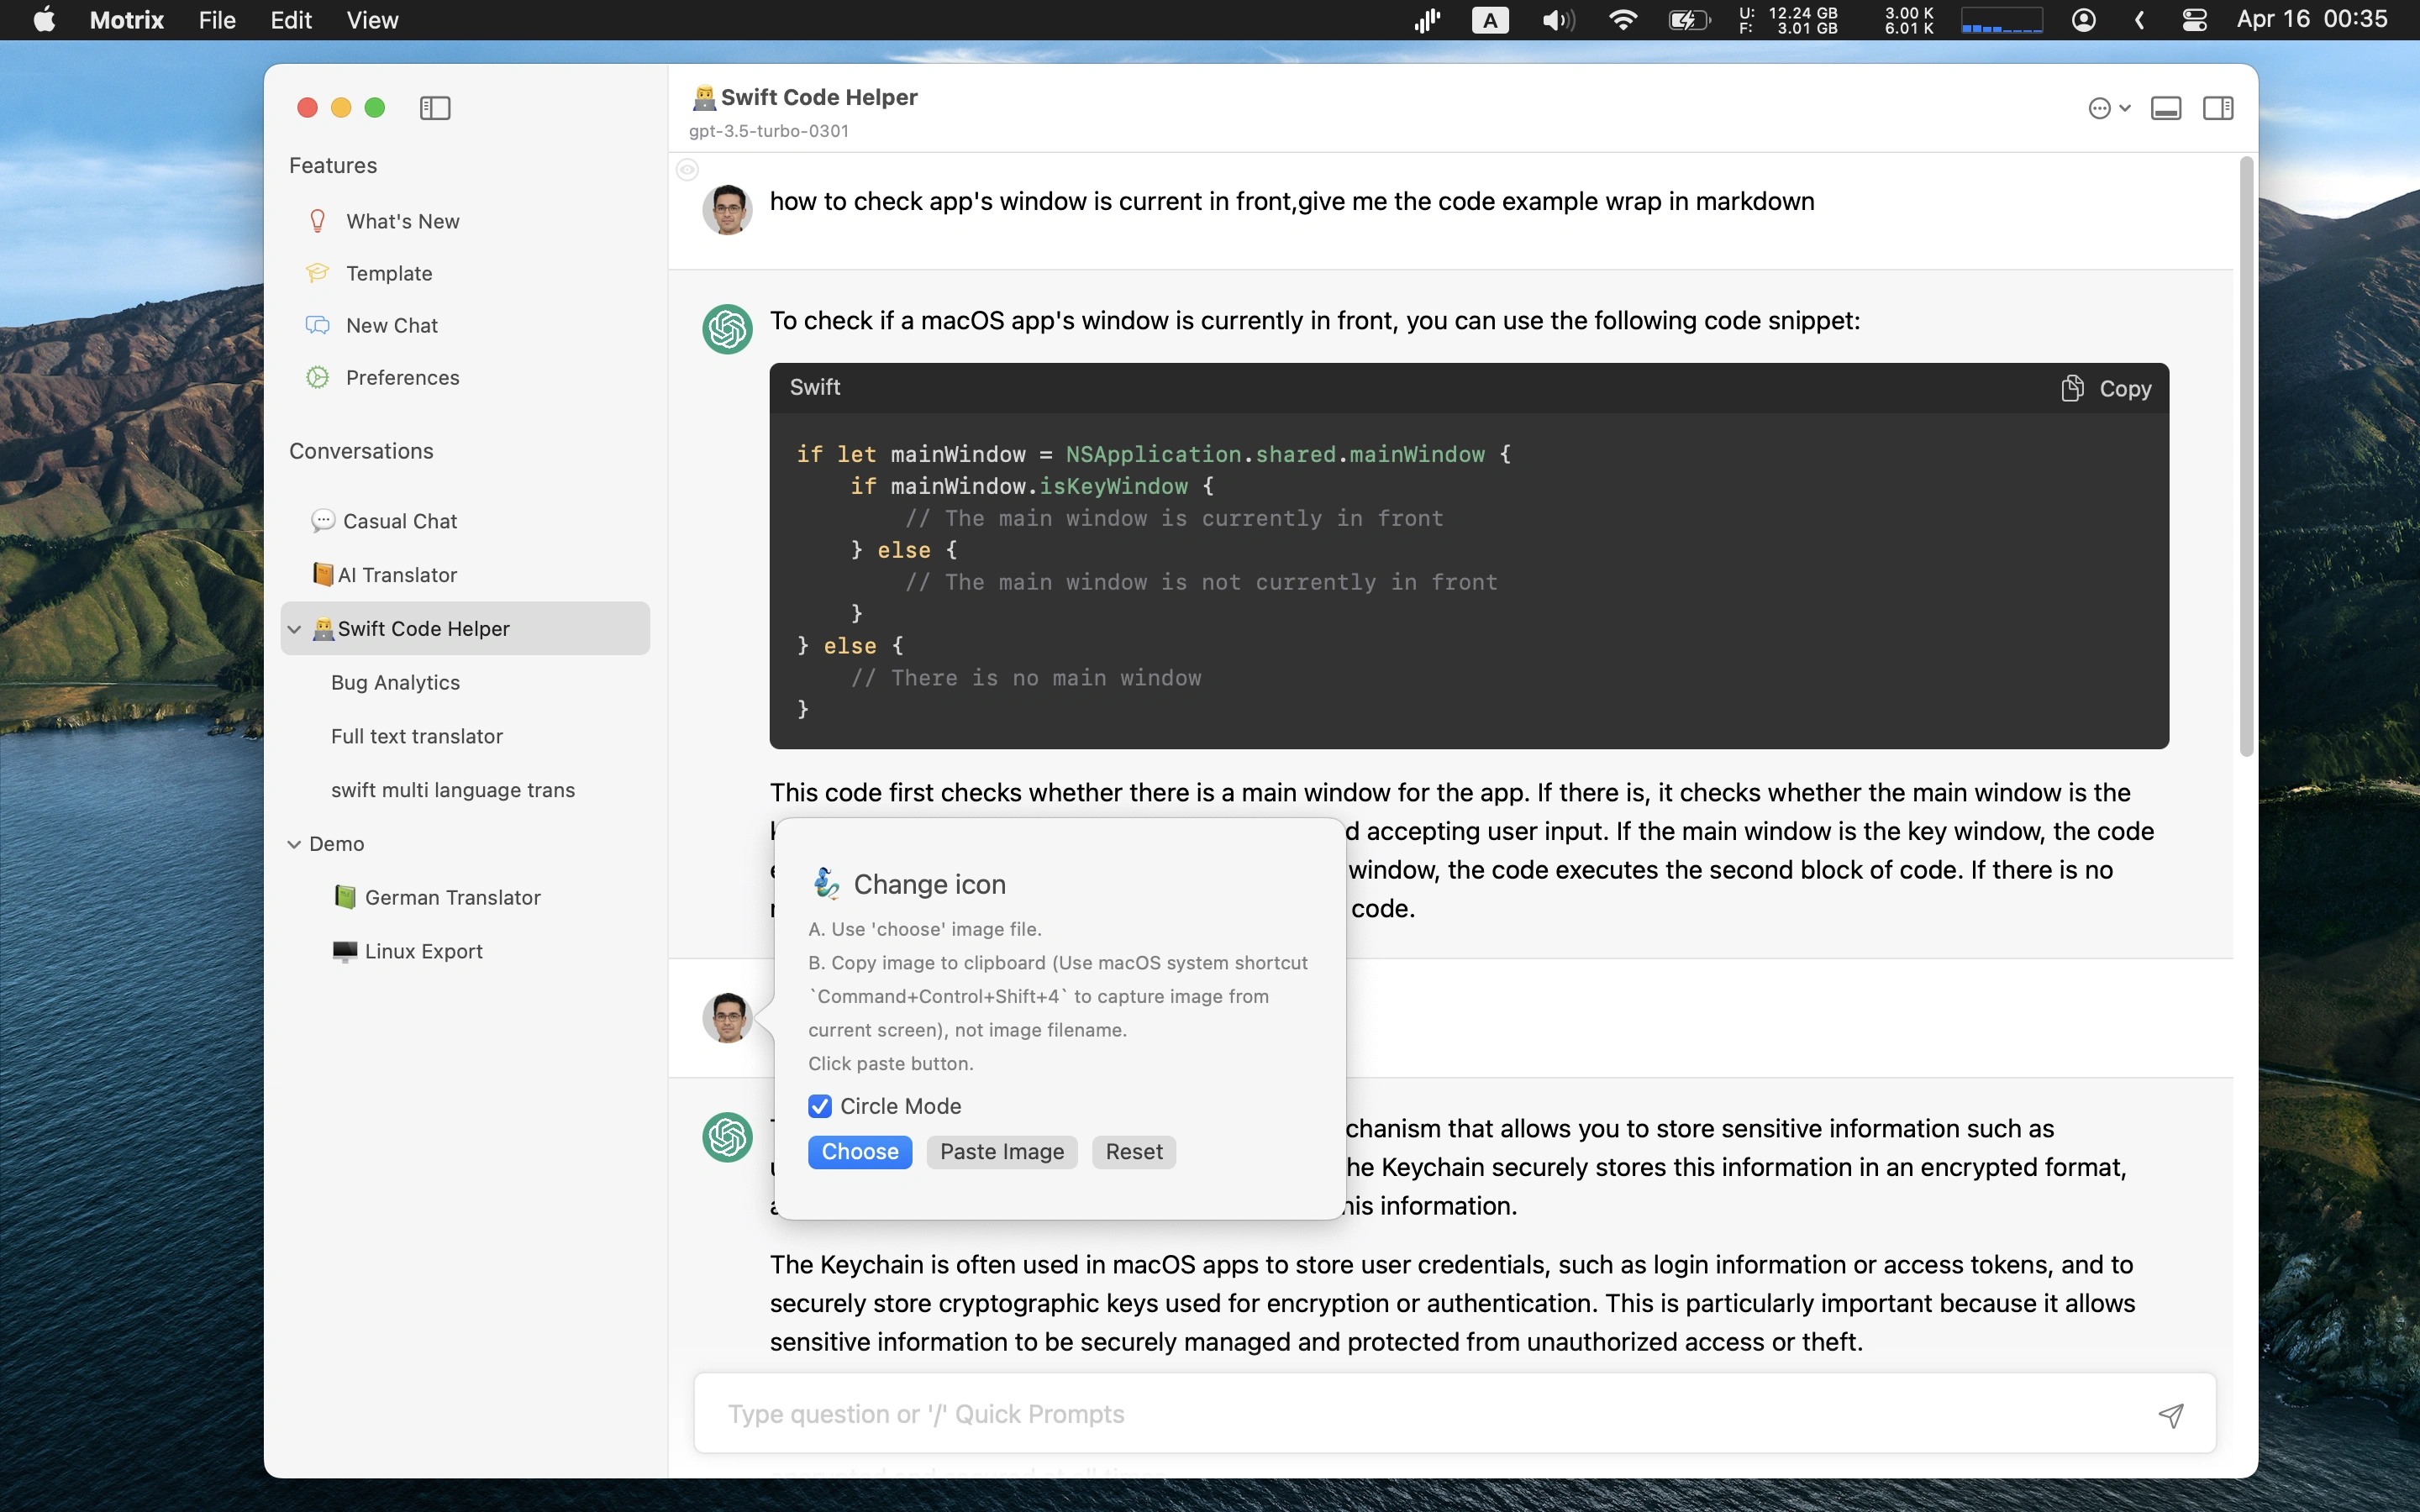 Motrix File Edit View
A
U: 12.24 GB
F: 3.01 GB
3.00 K
6.01 K
Apr 16 00:35
Features
What's New
Template
New Chat
Preferences
Conversations
Casual Chat
AI Translator
Swift Code Helper
Bug Analytics
Full text translator
swift multi language trans
Demo
German Translator
Linux Export
Swift Code Helper
gpt-3.5-turbo-0301
how to check app's window is current in front,give me the code example wrap in markdown
To check if a macOS app's window is currently in front, you can use the following code snippet:
Swift
Copy
if let mainWindow = NSApplication.shared.mainWindow {
    if mainWindow.isKeyWindow {
        // The main window is currently in front
    } else {
        // The main window is not currently in front
    }
} else {
    // There is no main window
}
This code first checks whether there is a main window for the app. If there is, it checks whether the main window is the
d accepting user input. If the main window is the key window, the code
window, the code executes the second block of code. If there is no
code.
Change icon
A. Use 'choose' image file.
B. Copy image to clipboard (Use macOS system shortcut
`Command+Control+Shift+4` to capture image from
current screen), not image filename.
Click paste button.
Circle Mode
Choose
Paste Image
Reset
chanism that allows you to store sensitive information such as
he Keychain securely stores this information in an encrypted format,
his information.
The Keychain is often used in macOS apps to store user credentials, such as login information or access tokens, and to
securely store cryptographic keys used for encryption or authentication. This is particularly important because it allows
sensitive information to be securely managed and protected from unauthorized access or theft.
Type question or '/' Quick Prompts